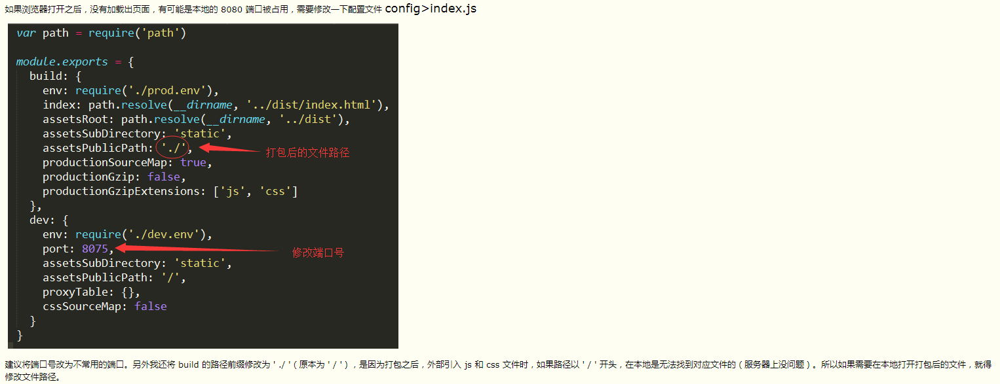 如果浏览器打开之后，没有加载出页面，有可能是本地的 8080 端口被占用，需要修改一下配置文件 config>index.js
var path = require('path')
module.exports = {
build: {
env: require('./prod.env'),
index: path.resolve(__dirname, '../dist/index.html'),
assetsRoot: path.resolve(__dirname, '../dist'),
assetsSubDirectory: 'static',
assetsPublicPath: './',
打包后的文件路径
productionSourceMap: true,
productionGzip: false,
productionGzipExtensions: ['js', 'css']
},
dev: {
env: require('./dev.env'),
port: 8075,
修改端口号
assetsSubDirectory: 'static',
assetsPublicPath: '/',
proxyTable: {},
cssSourceMap: false
}
}
建议将端口号改为不常用的端口。另外我还将 build 的路径前缀修改为 ' ./ '（原本为 ' / '），是因为打包之后，外部引入 js 和 css 文件时，如果路径以 ' / ' 开头，在本地是无法找到对应文件的（服务器上没问题）。所以如果需要在本地打开打包后的文件，就得
修改文件路径。